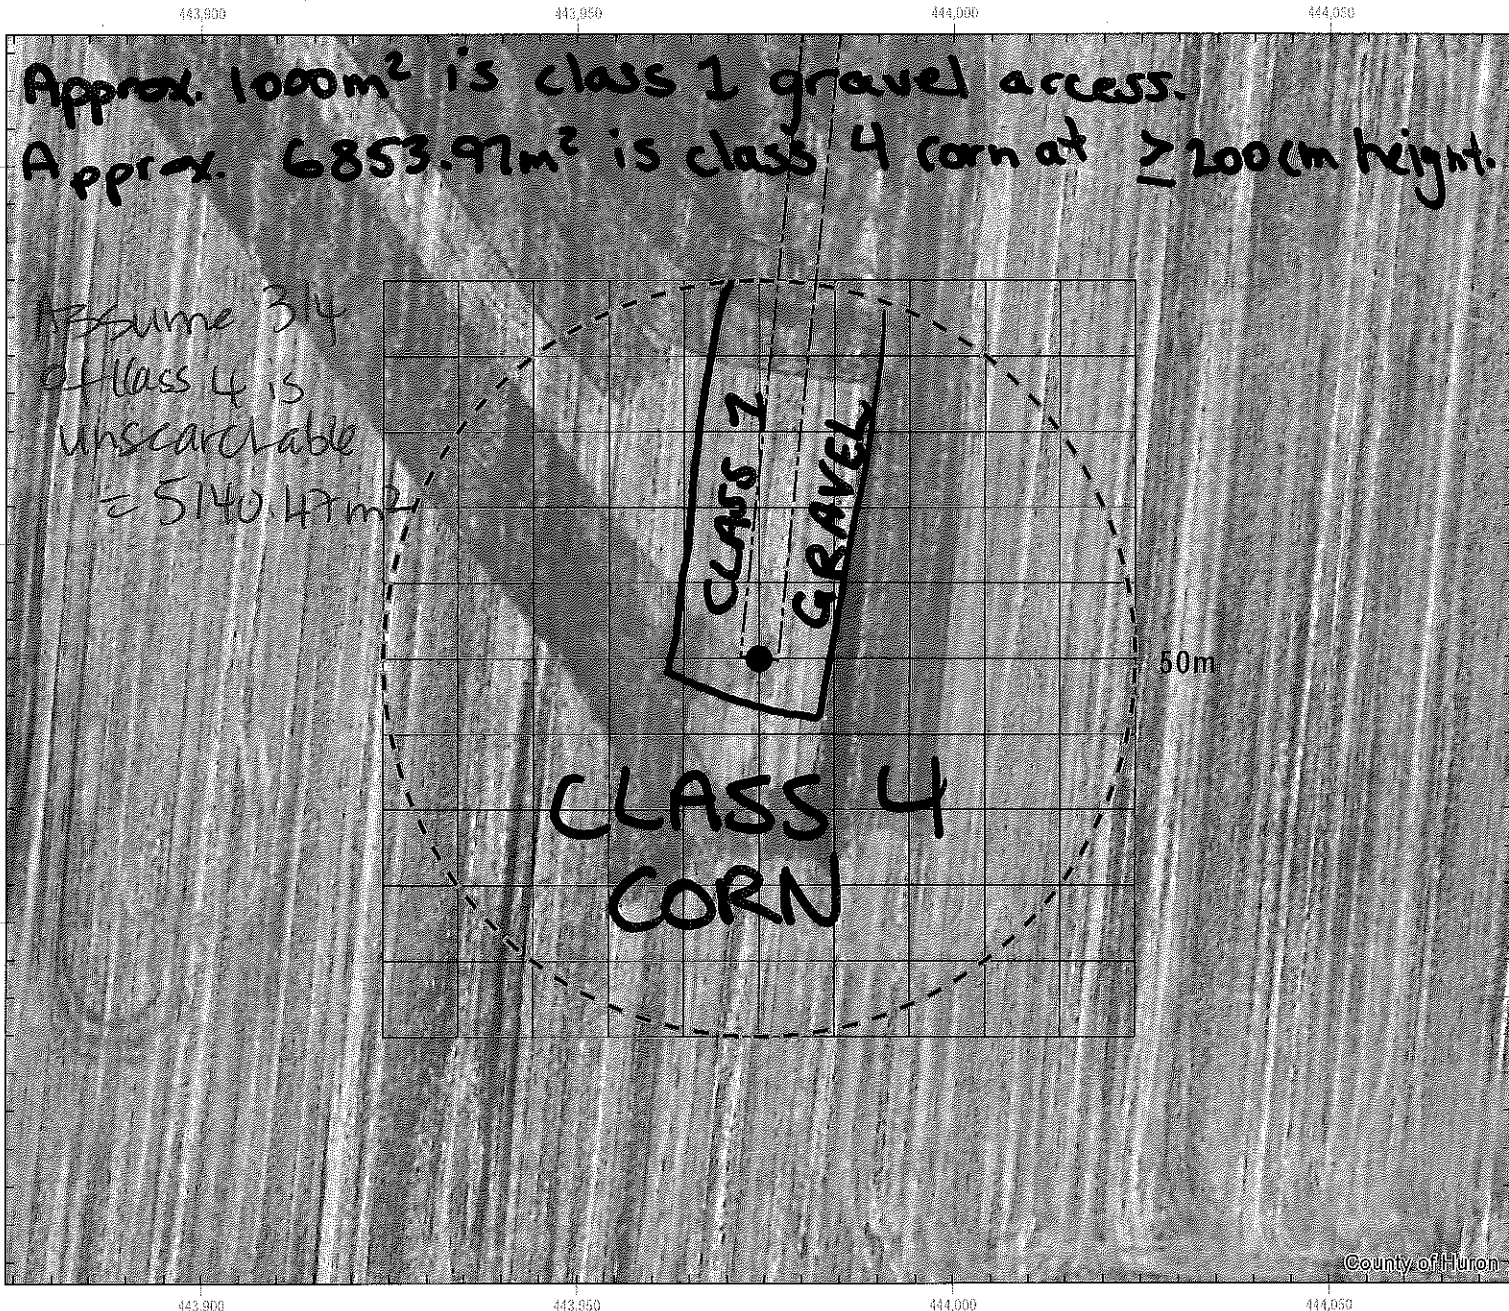 443,900 443,950 444,000 444,050
Approx. 1000m² is class 1 gravel access.
Approx. 6853.97m² is class 4 corn at ≥200cm height.
Assume 3/4
of class 4 is
unsearchable
= 5140.47m²
CLASS 1
GRAVEL
50m
CLASS 4
CORN
County of Huron
443,900 443,950 444,000 444,050